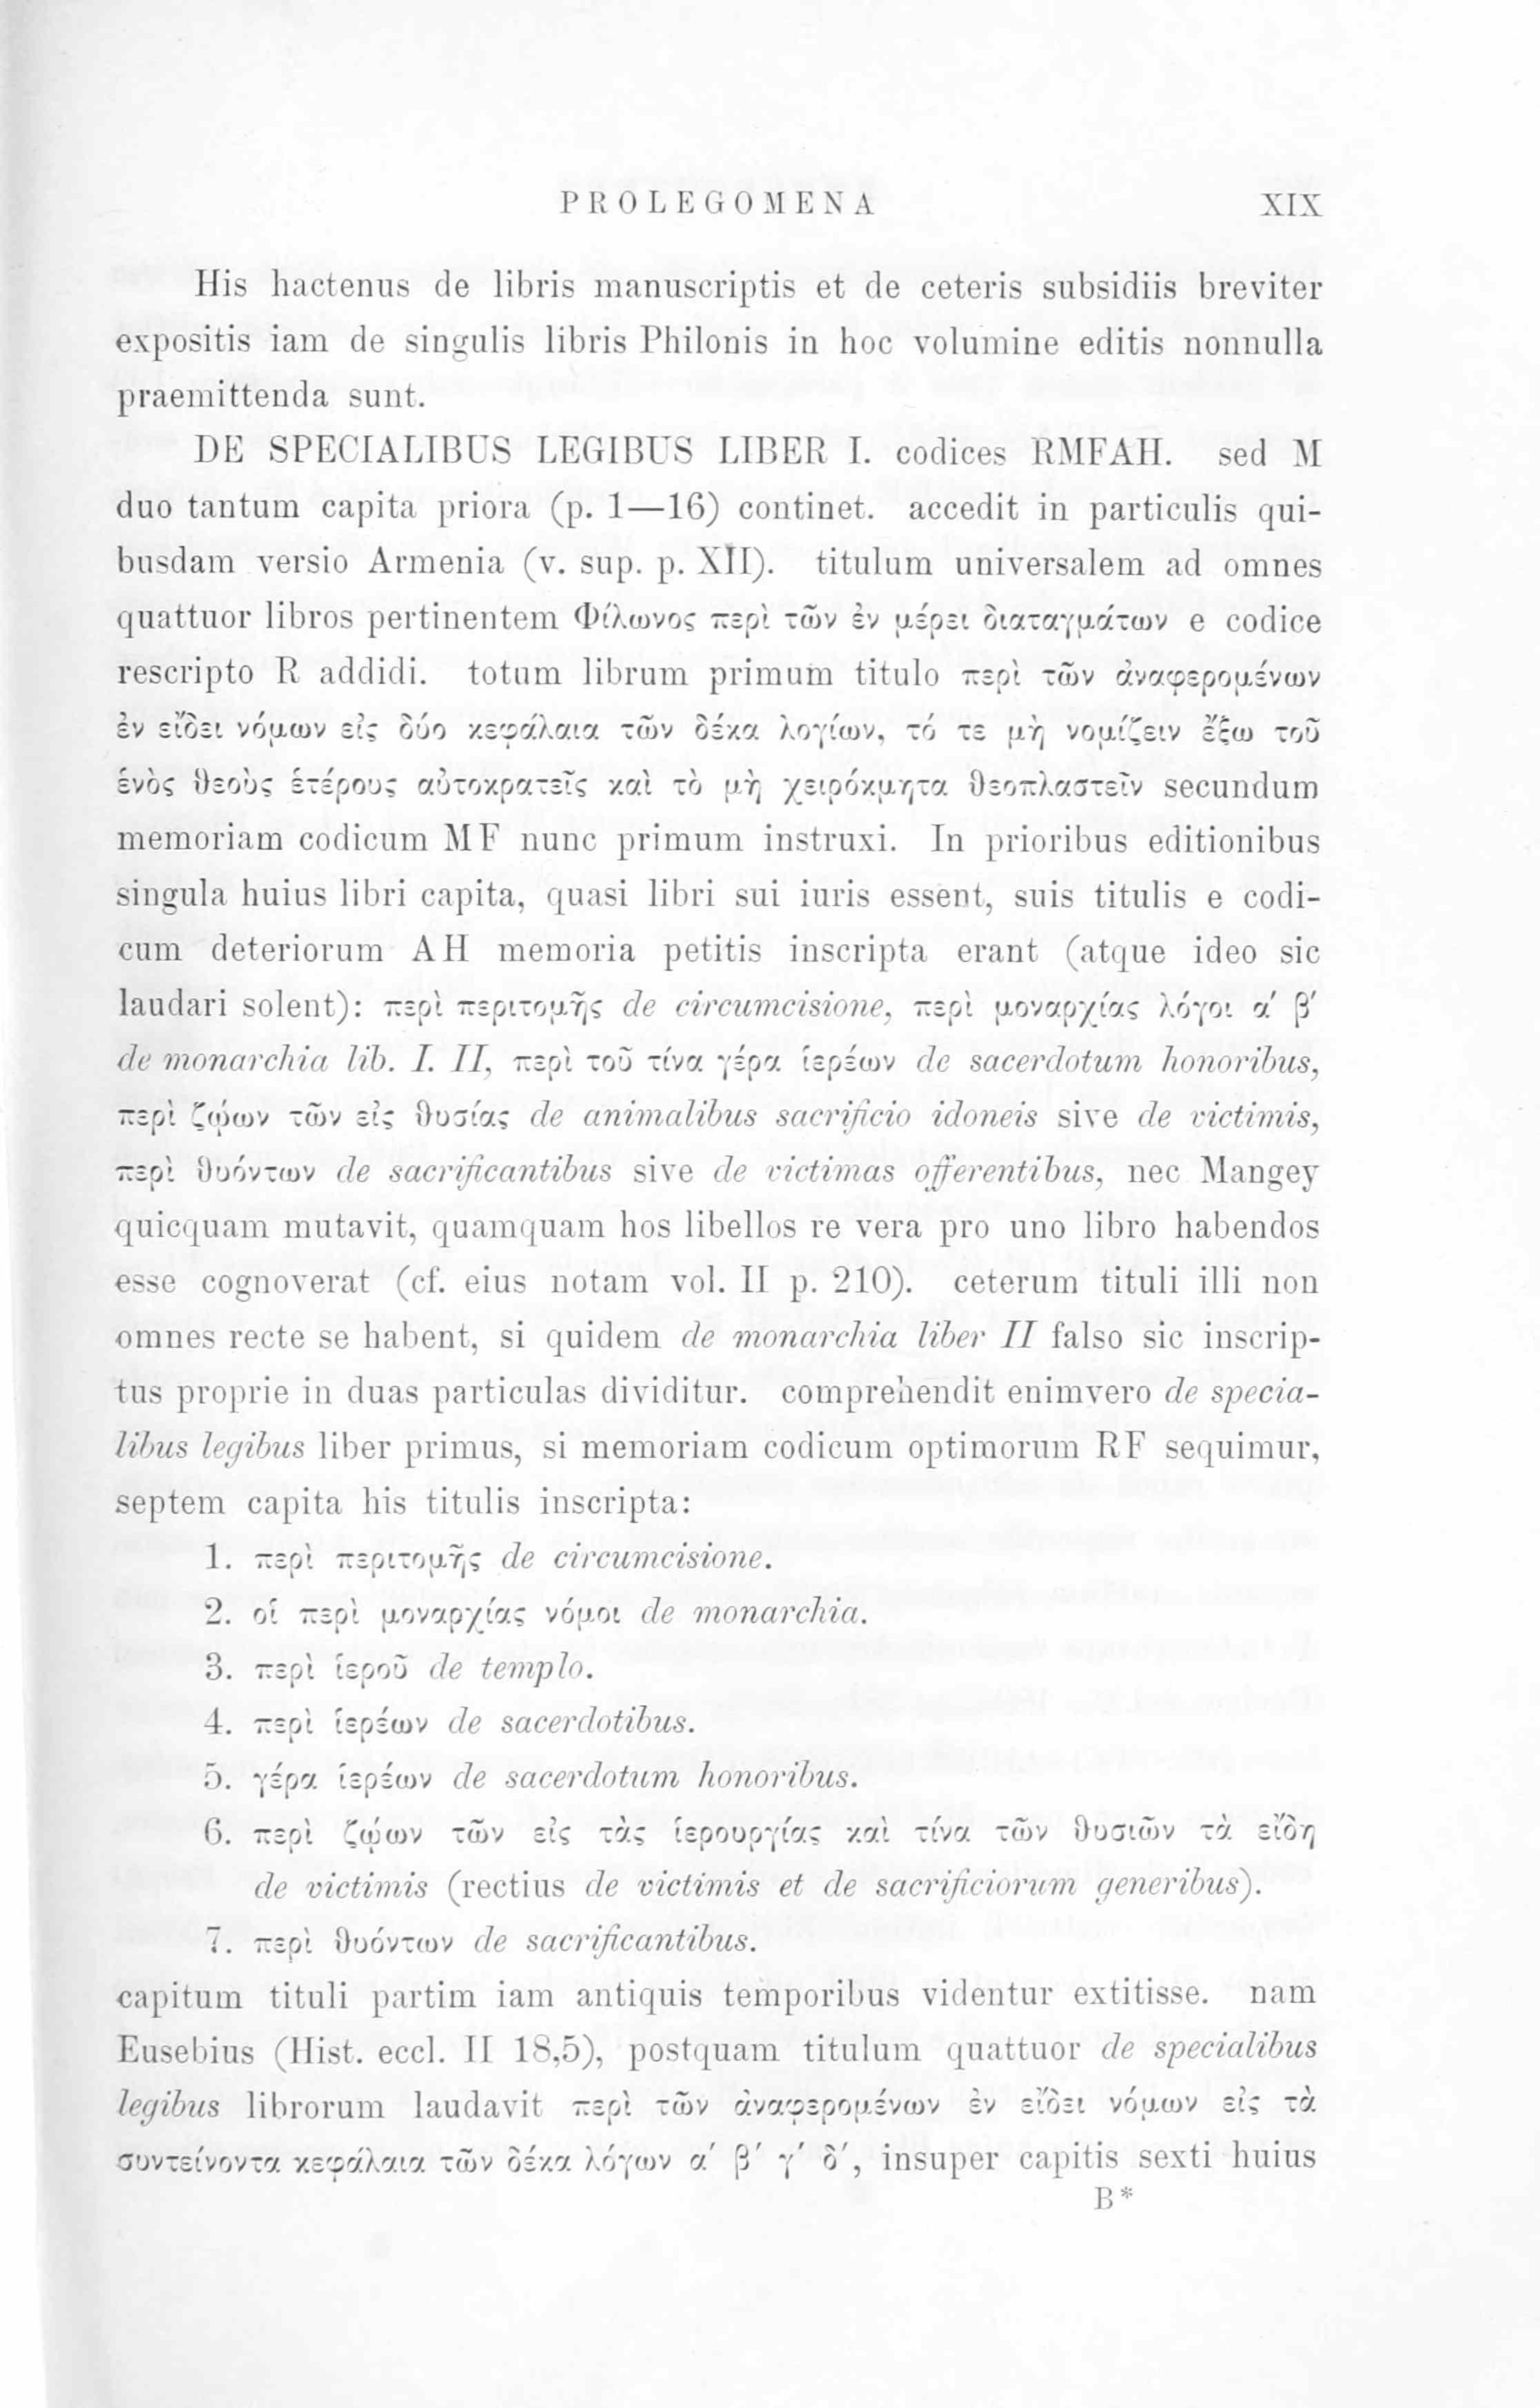 PROLEGOMENA XIX
His hactenus de libris manuscriptis et de ceteris subsidiis breviter
expositis iam de singulis libris Philonis in hoc volumine editis nonnulla
praemittenda sunt.
DE SPECIALIBUS LEGIBUS LIBER I. codices RMFAH. sed M
duo tantum capita priora (p. 1—16) continet. accedit in particulis qui-
busdam versio Armenia (v. sup. p. XII). titulum universalem ad omnes
quattuor libros pertinentem Φίλωνος περὶ τῶν ἐν μέρει διαταγμάτων e codice
rescripto R addidi. totum librum primum titulo περὶ τῶν ἀναφερομένων
ἐν εἴδει νόμων εἰς δύο κεφάλαια τῶν δέκα λογίων, τό τε μὴ νομίζειν ἔξω τοῦ
ἑνὸς θεοὺς ἑτέρους αὐτοκρατεῖς καὶ τὸ μὴ χειρόκμητα θεοπλαστεῖν secundum
memoriam codicum MF nunc primum instruxi. In prioribus editionibus
singula huius libri capita, quasi libri sui iuris essent, suis titulis e codi-
cum deteriorum AH memoria petitis inscripta erant (atque ideo sic
laudari solent): περὶ περιτομῆς de circumcisione, περὶ μοναρχίας λόγοι α′ β′
de monarchia lib. I. II, περὶ τοῦ τίνα γέρα ἱερέων de sacerdotum honoribus,
περὶ ζῴων τῶν εἰς θυσίας de animalibus sacrificio idoneis sive de victimis,
περὶ θυόντων de sacrificantibus sive de victimas offerentibus, nec Mangey
quicquam mutavit, quamquam hos libellos re vera pro uno libro habendos
esse cognoverat (cf. eius notam vol. II p. 210). ceterum tituli illi non
omnes recte se habent, si quidem de monarchia liber II falso sic inscrip-
tus proprie in duas particulas dividitur. comprehendit enimvero de specia-
libus legibus liber primus, si memoriam codicum optimorum RF sequimur,
septem capita his titulis inscripta:
1. περὶ περιτομῆς de circumcisione.
2. οἱ περὶ μοναρχίας νόμοι de monarchia.
3. περὶ ἱεροῦ de templo.
4. περὶ ἱερέων de sacerdotibus.
5. γέρα ἱερέων de sacerdotum honoribus.
6. περὶ ζῴων τῶν εἰς τὰς ἱερουργίας καὶ τίνα τῶν θυσιῶν τὰ εἴδη
de victimis (rectius de victimis et de sacrificiorum generibus).
7. περὶ θυόντων de sacrificantibus.
capitum tituli partim iam antiquis temporibus videntur extitisse. nam
Eusebius (Hist. eccl. II 18,5), postquam titulum quattuor de specialibus
legibus librorum laudavit περὶ τῶν ἀναφερομένων ἐν εἴδει νόμων εἰς τὰ
συντείνοντα κεφάλαια τῶν δέκα λόγων α′ β′ γ′ δ′, insuper capitis sexti huius
B*